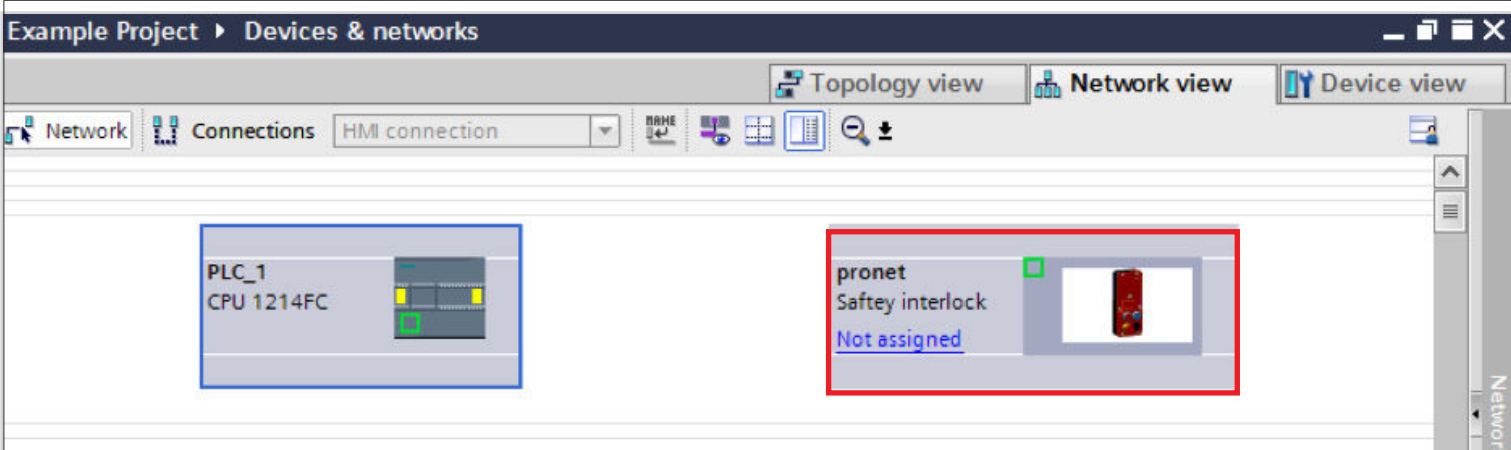 Example Project ▸ Devices & networks
Topology view
Network view
Device view
Network
Connections
HMI connection
NAME
PLC_1
CPU 1214FC
pronet
Saftey interlock
Not assigned
Networ